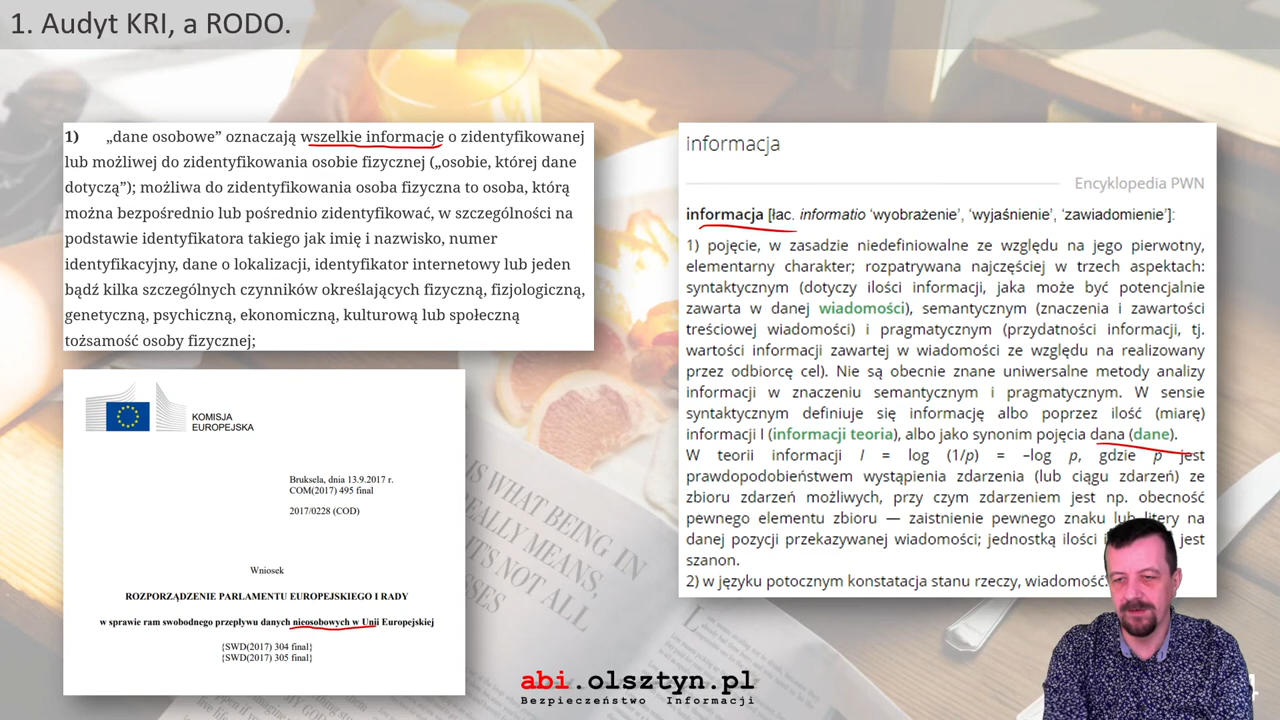 1. Audyt KRI, a RODO.
1) „dane osobowe” oznaczają wszelkie informacje o zidentyfikowanej
lub możliwej do zidentyfikowania osobie fizycznej („osobie, której dane
dotyczą”); możliwa do zidentyfikowania osoba fizyczna to osoba, którą
można bezpośrednio lub pośrednio zidentyfikować, w szczególności na
podstawie identyfikatora takiego jak imię i nazwisko, numer
identyfikacyjny, dane o lokalizacji, identyfikator internetowy lub jeden
bądź kilka szczególnych czynników określających fizyczną, fizjologiczną,
genetyczną, psychiczną, ekonomiczną, kulturową lub społeczną
tożsamość osoby fizycznej;
KOMISJA
EUROPEJSKA
Bruksela, dnia 13.9.2017 r.
COM(2017) 495 final
2017/0228 (COD)
Wniosek
ROZPORZĄDZENIE PARLAMENTU EUROPEJSKIEGO I RADY
w sprawie ram swobodnego przepływu danych nieosobowych w Unii Europejskiej
{SWD(2017) 304 final}
{SWD(2017) 305 final}
informacja
Encyklopedia PWN
informacja [łac. informatio ‘wyobrażenie’, ‘wyjaśnienie’, ‘zawiadomienie’]:
1) pojęcie, w zasadzie niedefiniowalne ze względu na jego pierwotny,
elementarny charakter; rozpatrywana najczęściej w trzech aspektach:
syntaktycznym (dotyczy ilości informacji, jaka może być potencjalnie
zawarta w danej wiadomości), semantycznym (znaczenia i zawartości
treściowej wiadomości) i pragmatycznym (przydatności informacji, tj.
wartości informacji zawartej w wiadomości ze względu na realizowany
przez odbiorcę cel). Nie są obecnie znane uniwersalne metody analizy
informacji w znaczeniu semantycznym i pragmatycznym. W sensie
syntaktycznym definiuje się informację albo poprzez ilość (miarę)
informacji I (informacji teoria), albo jako synonim pojęcia dana (dane).
W teorii informacji I = log (1/p) = –log p, gdzie p jest
prawdopodobieństwem wystąpienia zdarzenia (lub ciągu zdarzeń) ze
zbioru zdarzeń możliwych, przy czym zdarzeniem jest np. obecność
pewnego elementu zbioru — zaistnienie pewnego znaku lub litery na
danej pozycji przekazywanej wiadomości; jednostką ilości jest
szanon.
2) w języku potocznym konstatacja stanu rzeczy, wiadomość
IS WHAT BEING IN
REALLY MEANS,
IT'S NOT ALL
abi.olsztyn.pl
Bezpieczeństwo Informacji